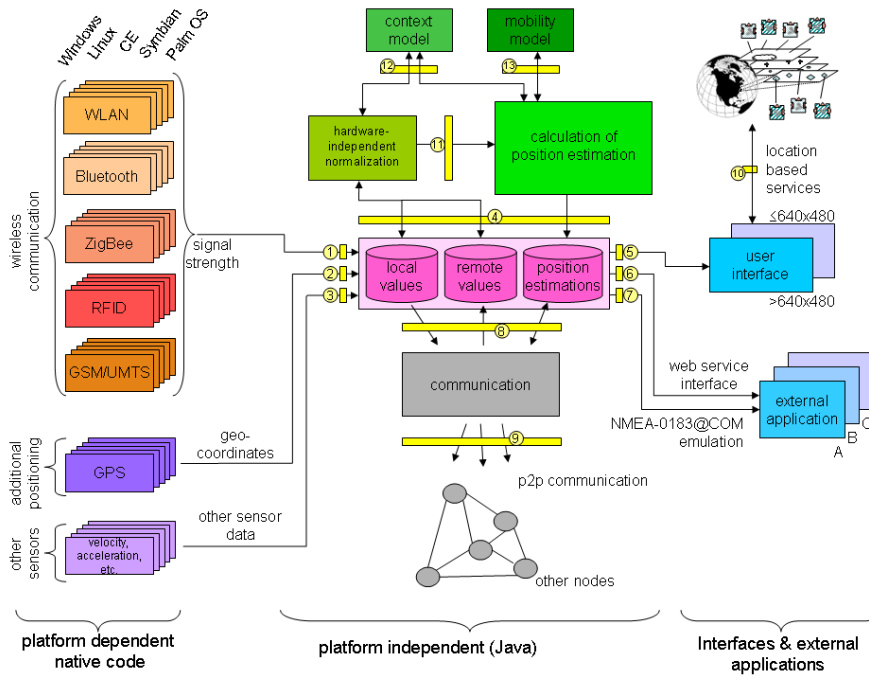 Windows
Linux
CE
Symbian
Palm OS
wireless
communication
WLAN
Bluetooth
ZigBee
RFID
GSM/UMTS
signal
strength
additional
positioning
GPS
geo-
coordinates
other
sensors
velocity,
acceleration,
etc.
other sensor
data
platform dependent
native code
context
model
mobility
model
12
13
hardware-
independent
normalization
11
calculation of
position estimation
4
1
2
3
local
values
remote
values
position
estimations
5
6
7
8
communication
9
p2p communication
other nodes
platform independent (Java)
10
location
based
services
≤640x480
user
interface
>640x480
web service
interface
NMEA-0183@COM
emulation
external
application
A
B
C
Interfaces & external
applications